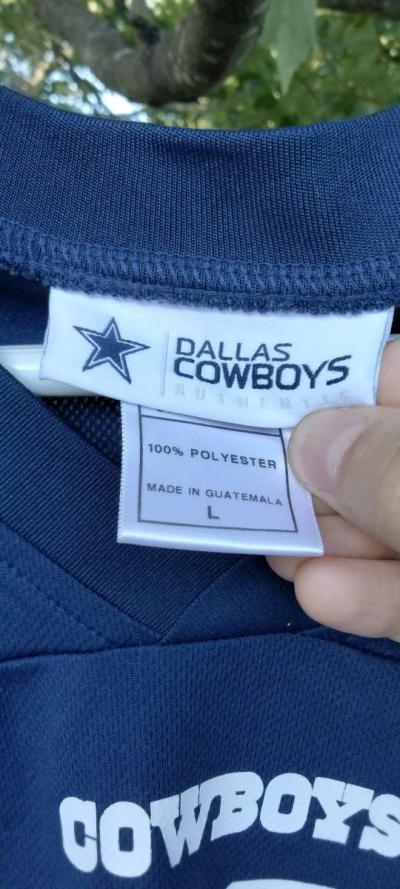 DALLAS
COWBOYS
AUTHENTIC
100% POLYESTER
MADE IN GUATEMALA
L
COWBOYS